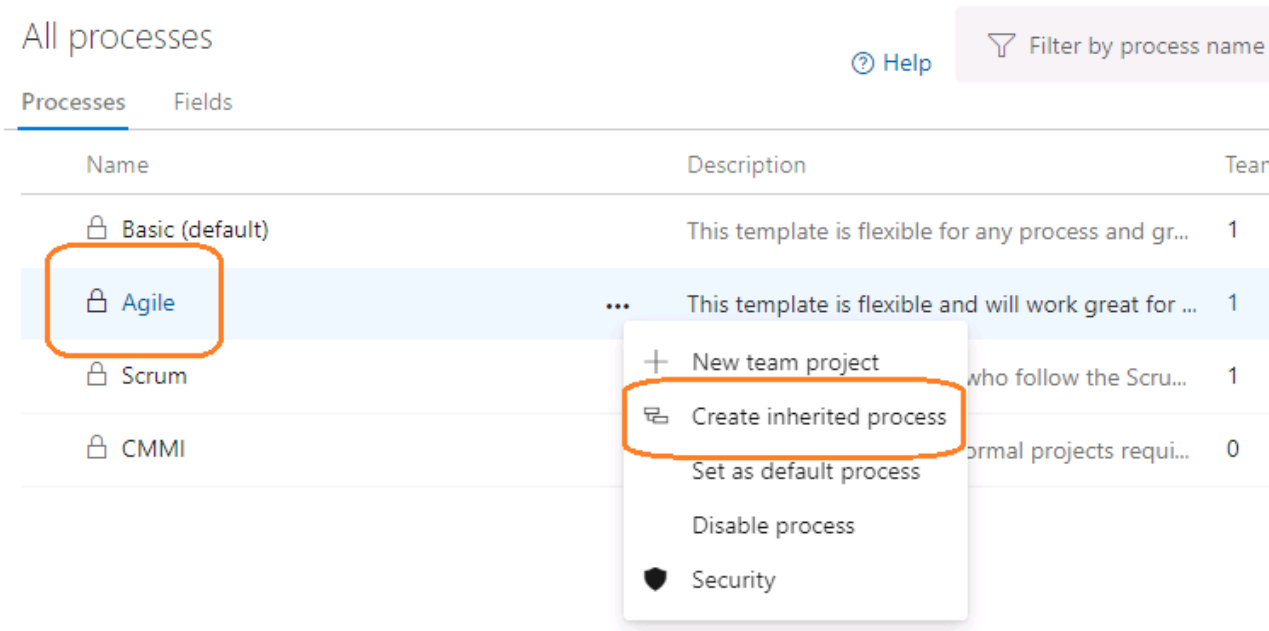 All processes
Help
Filter by process name
Processes Fields
Name Description
Basic (default) This template is flexible for any process and gr... 1
Agile ... This template is flexible and will work great for ... 1
New team project
Scrum who follow the Scru... 1
Create inherited process
CMMI ormal projects requi... 0
Set as default process
Disable process
Security